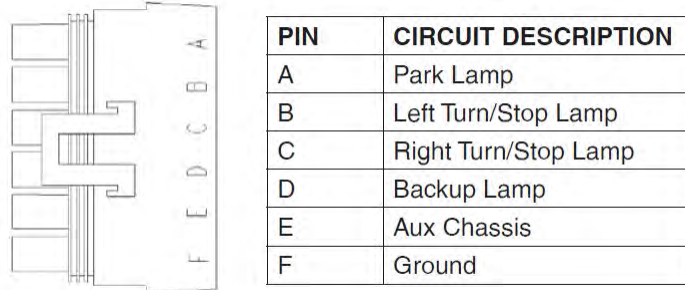 A
B
C
D
E
F
PIN CIRCUIT DESCRIPTION
A Park Lamp
B Left Turn/Stop Lamp
C Right Turn/Stop Lamp
D Backup Lamp
E Aux Chassis
F Ground